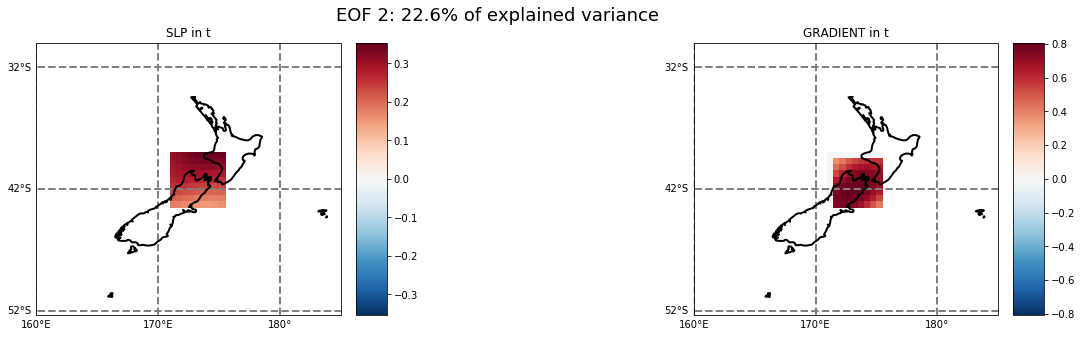 EOF 2: 22.6% of explained variance
SLP in t
32°S
42°S
52°S
160°E
170°E
180°
0.3
0.2
0.1
0.0
−0.1
−0.2
−0.3
GRADIENT in t
32°S
42°S
52°S
160°E
170°E
180°
0.8
0.6
0.4
0.2
0.0
−0.2
−0.4
−0.6
−0.8